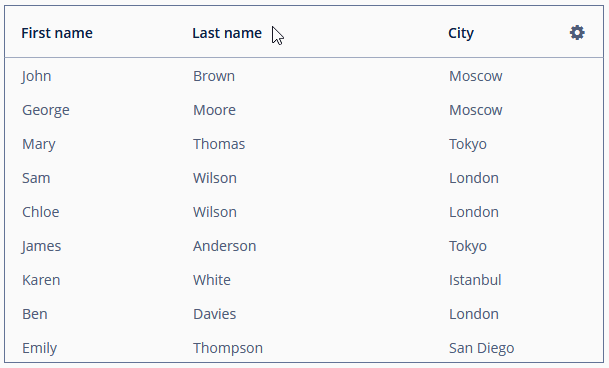 First name Last name City
John Brown Moscow
George Moore Moscow
Mary Thomas Tokyo
Sam Wilson London
Chloe Wilson London
James Anderson Tokyo
Karen White Istanbul
Ben Davies London
Emily Thompson San Diego